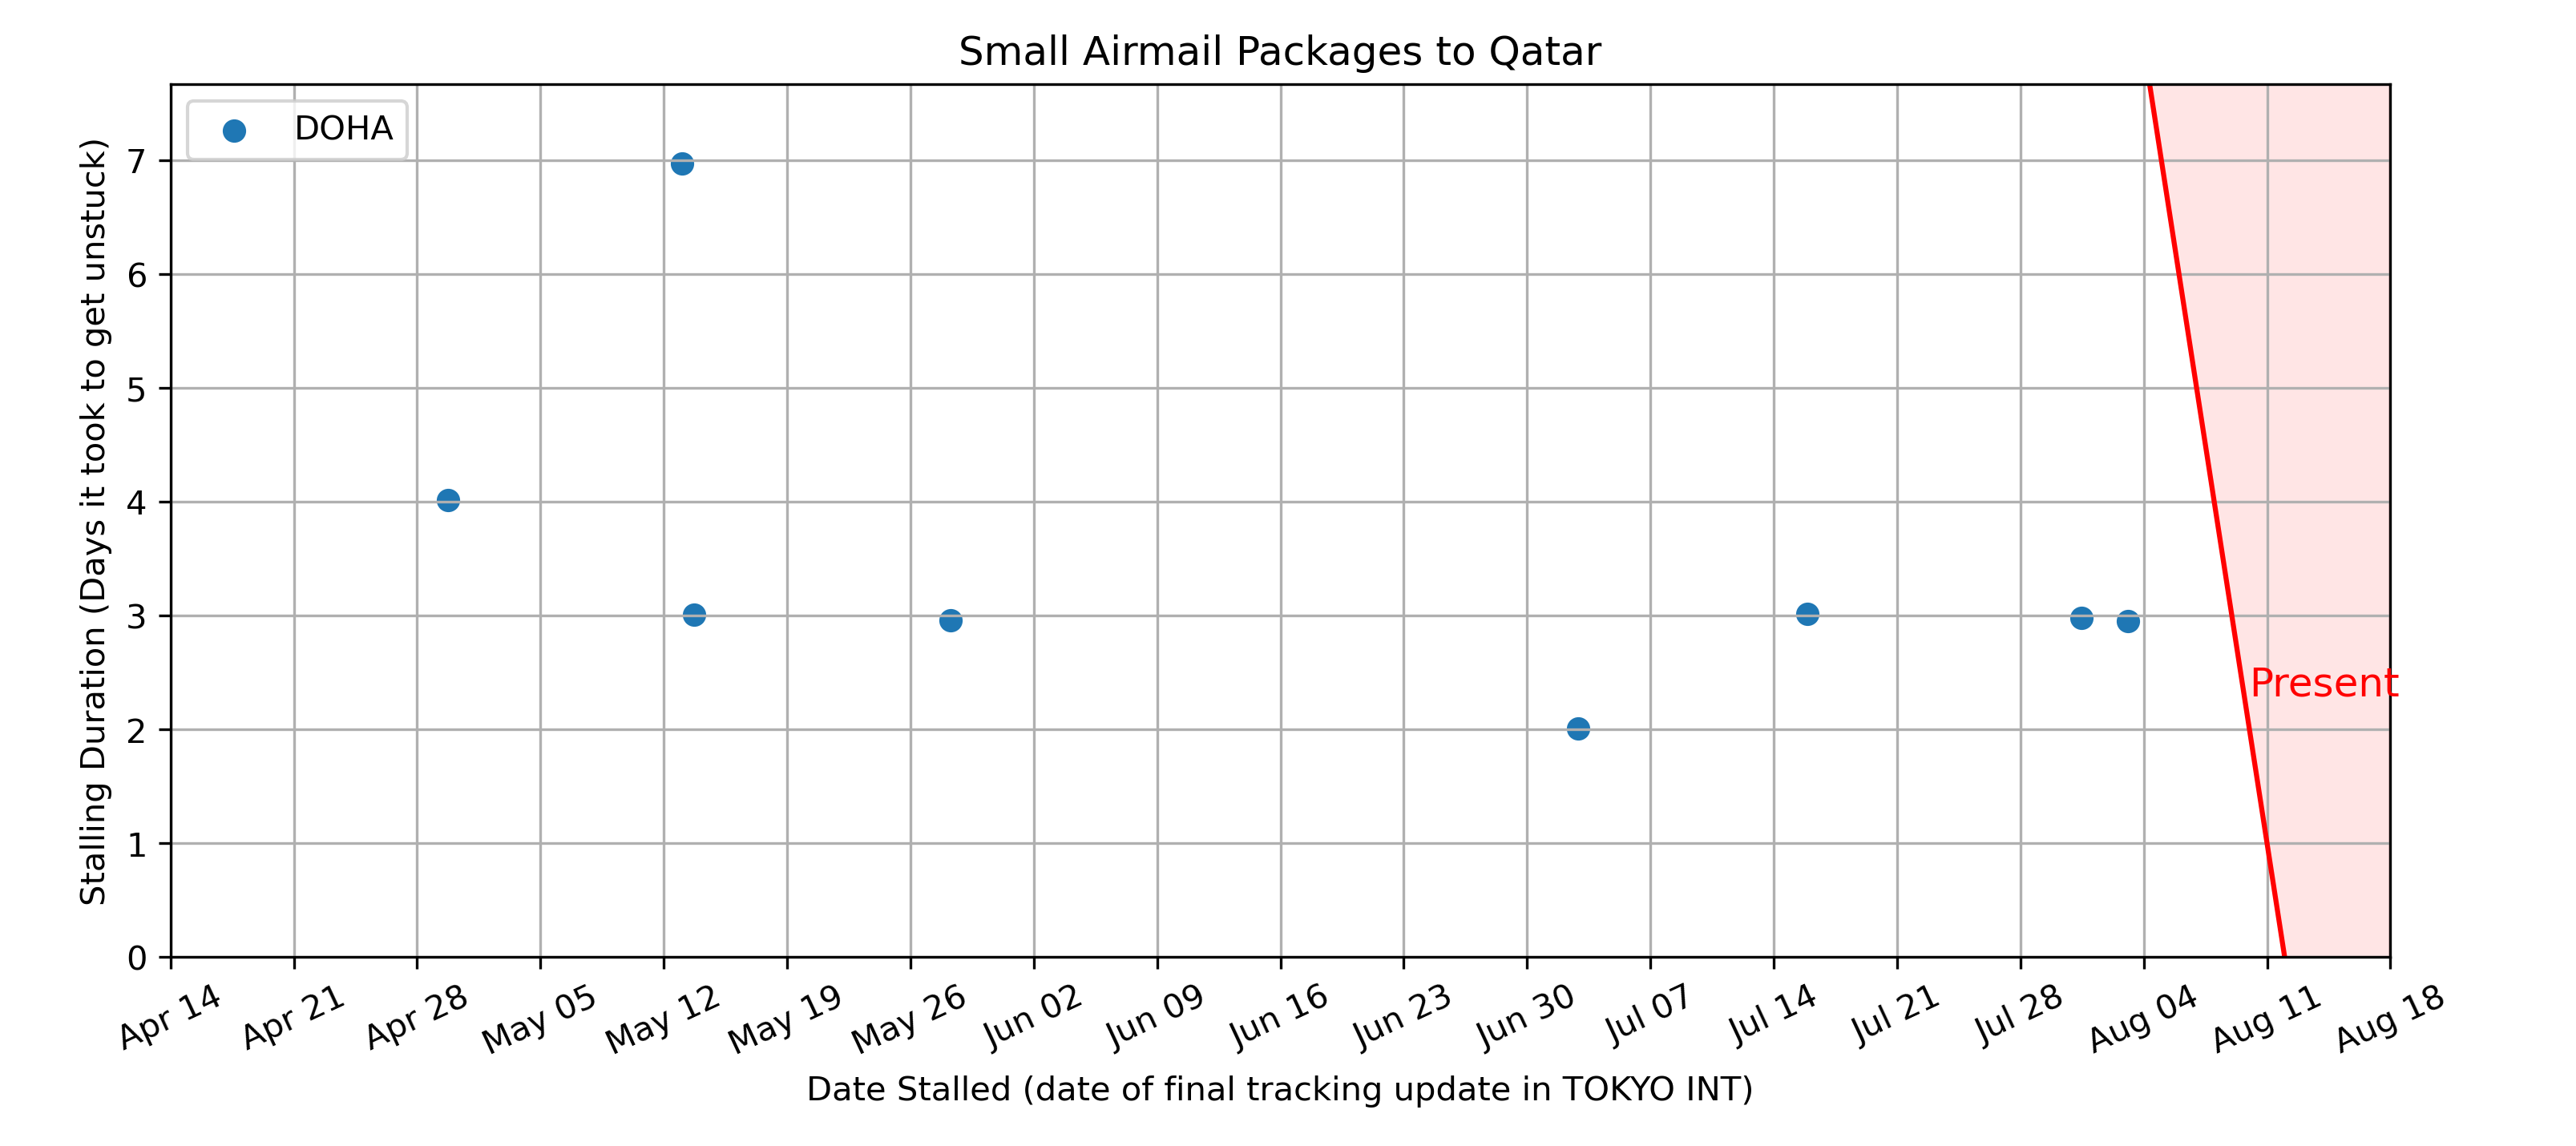 Small Airmail Packages to Qatar
DOHA
Stalling Duration (Days it took to get unstuck)
7
6
5
4
3
2
1
0
Present
Apr 14
Apr 21
Apr 28
May 05
May 12
May 19
May 26
Jun 02
Jun 09
Jun 16
Jun 23
Jun 30
Jul 07
Jul 14
Jul 21
Jul 28
Aug 04
Aug 11
Aug 18
Date Stalled (date of final tracking update in TOKYO INT)